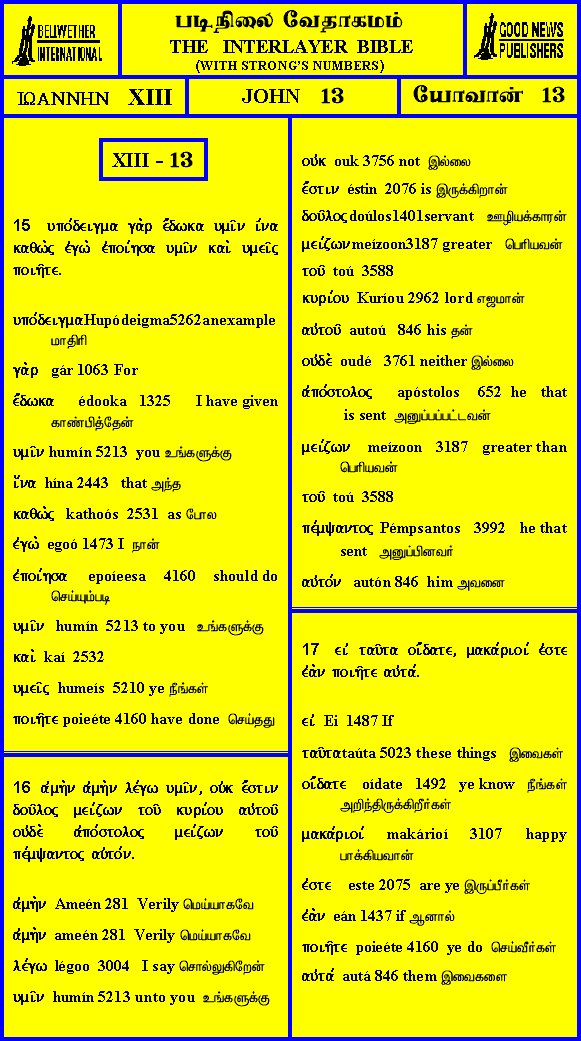 BELLWETHER
INTERNATIONAL
படிநிலை வேதாகமம்
THE INTERLAYER BIBLE
(WITH STRONG'S NUMBERS)
GOOD NEWS
PUBLISHERS
ΙΩΑΝΝΗΝ XIII
JOHN 13
யோவான் 13
XIII - 13
15 υπόδειγμα γὰρ ἔδωκα υμῖν ίνα
καθὼς ἐγὼ ἐποίησα υμῖν καὶ υμεῖς
ποιῆτε.
υπόδειγμα Hupódeigma 5262 an example
மாதிரி
γὰρ gár 1063 For
ἔδωκα édooka 1325 I have given
காண்பித்தேன்
υμῖν humín 5213 you உங்களுக்கு
ἵνα hína 2443 that அந்த
καθὼς kathoós 2531 as போல
ἐγὼ egoó 1473 I நான்
ἐποίησα epoíeesa 4160 should do
செய்யும்படி
υμῖν humín 5213 to you உங்களுக்கு
καὶ kaí 2532
υμεῖς humeís 5210 ye நீங்கள்
ποιῆτε poieéte 4160 have done செய்தது
16 ἀμὴν ἀμὴν λέγω υμῖν, οὐκ ἔστιν
δοῦλος μείζων τοῦ κυρίου αὐτοῦ
οὐδὲ ἀπόστολος μείζων τοῦ
πέμψαντος αὐτόν.
ἀμὴν Ameén 281 Verily மெய்யாகவே
ἀμὴν ameén 281 Verily மெய்யாகவே
λέγω légoo 3004 I say சொல்லுகிறேன்
υμῖν humín 5213 unto you உங்களுக்கு
οὐκ ouk 3756 not இல்லை
ἔστιν éstin 2076 is இருக்கிறான்
δοῦλος doúlos 1401 servant ஊழியக்காரன்
μείζων meízoon 3187 greater பெரியவன்
τοῦ toú 3588
κυρίου Kuríou 2962 lord எஜமான்
αὐτοῦ autoú 846 his தன்
οὐδὲ oudé 3761 neither இல்லை
ἀπόστολος apóstolos 652 he that
is sent அனுப்பப்பட்டவன்
μείζων meízoon 3187 greater than
பெரியவன்
τοῦ toú 3588
πέμψαντος Pémpsantos 3992 he that
sent அனுப்பினவர்
αὐτόν autón 846 him அவனை
17 εἰ ταῦτα οἴδατε, μακάριοί ἐστε
ἐὰν ποιῆτε αὐτά.
εἰ Ei 1487 If
ταῦτα taúta 5023 these things இவைகள்
οἴδατε oídate 1492 ye know நீங்கள்
அறிந்திருக்கிறீர்கள்
μακάριοί makárioí 3107 happy
பாக்கியவான்
ἐστε este 2075 are ye இருப்பீர்கள்
ἐὰν eán 1437 if ஆனால்
ποιῆτε poieéte 4160 ye do செய்வீர்கள்
αὐτά autá 846 them இவைகளை